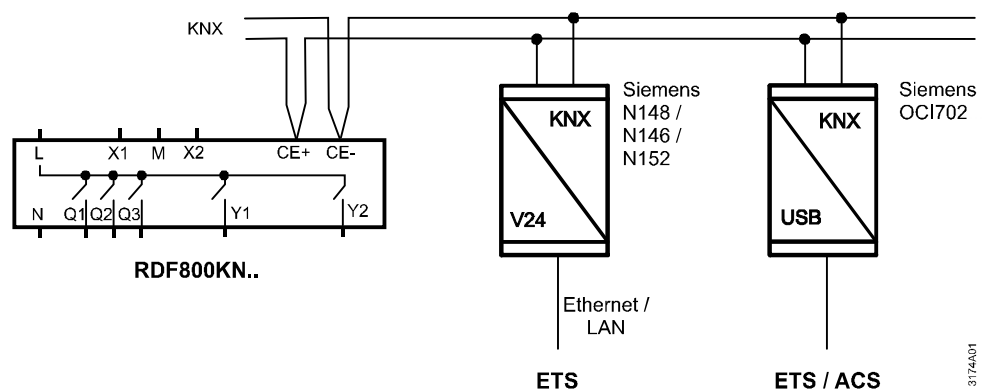 KNX
L X1 M X2 CE+ CE-
N Q1 Q2 Q3 Y1 Y2
RDF800KN..
KNX
V24
Siemens
N148 /
N146 /
N152
Ethernet /
LAN
ETS
KNX
USB
Siemens
OCI702
ETS / ACS
3174A01